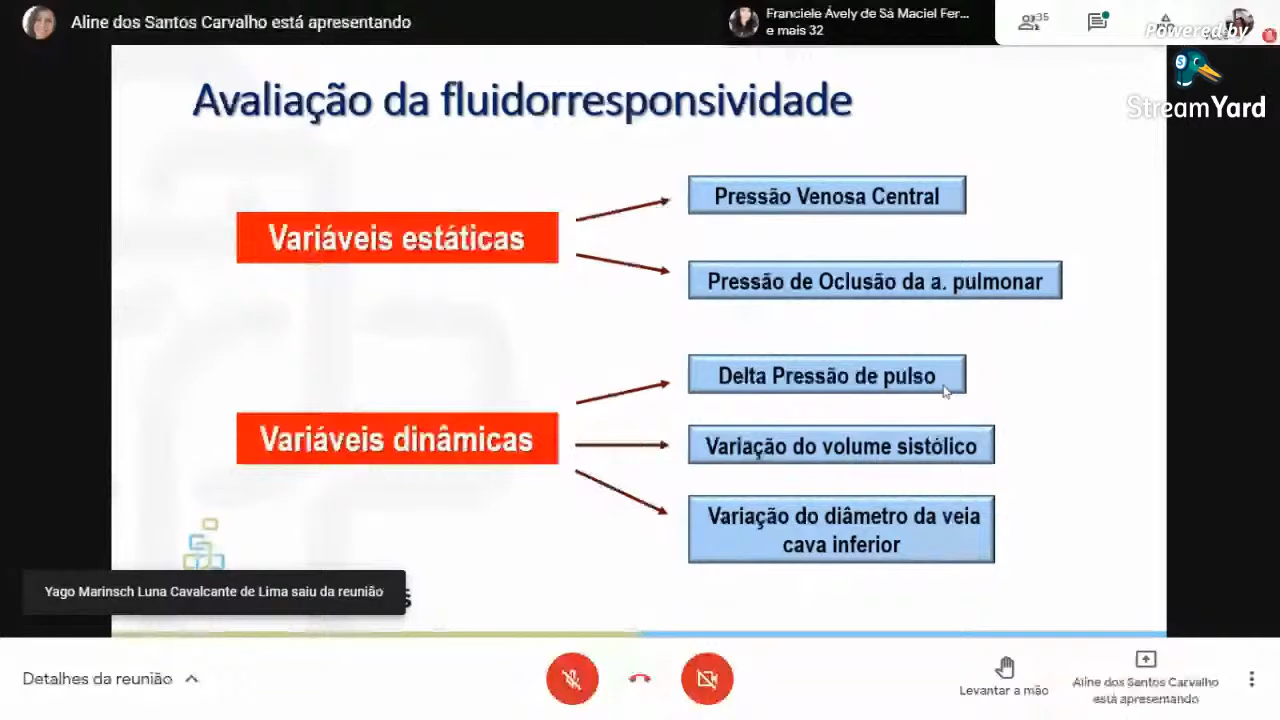 Aline dos Santos Carvalho está apresentando
Franciele Ávely de Sá Maciel Fer...
e mais 32
35
Powered by
StreamYard
Avaliação da fluidorresponsividade
Variáveis estáticas
Pressão Venosa Central
Pressão de Oclusão da a. pulmonar
Variáveis dinâmicas
Delta Pressão de pulso
Variação do volume sistólico
Variação do diâmetro da veia
cava inferior
Yago Marinsch Luna Cavalcante de Lima saiu da reunião
Detalhes da reunião
Levantar a mão
Aline dos Santos Carvalho
está apresentando